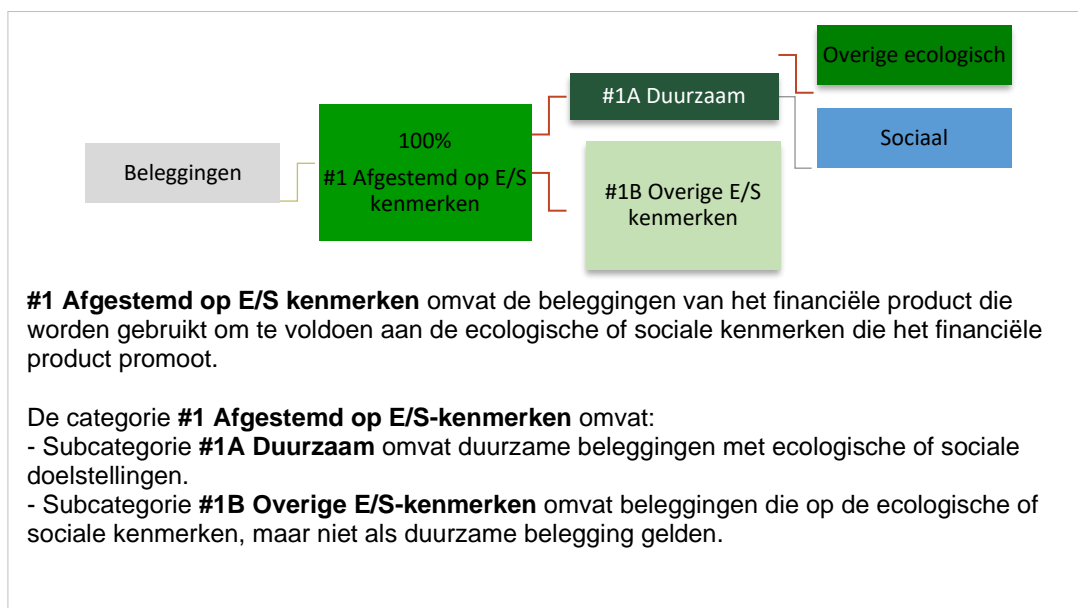 Overige ecologisch
#1A Duurzaam
100%
Sociaal
Beleggingen
#1 Afgestemd op E/S
kenmerken
#1B Overige E/S
kenmerken
#1 Afgestemd op E/S kenmerken omvat de beleggingen van het financiële product die
worden gebruikt om te voldoen aan de ecologische of sociale kenmerken die het financiële
product promoot.
De categorie #1 Afgestemd op E/S-kenmerken omvat:
- Subcategorie #1A Duurzaam omvat duurzame beleggingen met ecologische of sociale
doelstellingen.
- Subcategorie #1B Overige E/S-kenmerken omvat beleggingen die op de ecologische of
sociale kenmerken, maar niet als duurzame belegging gelden.